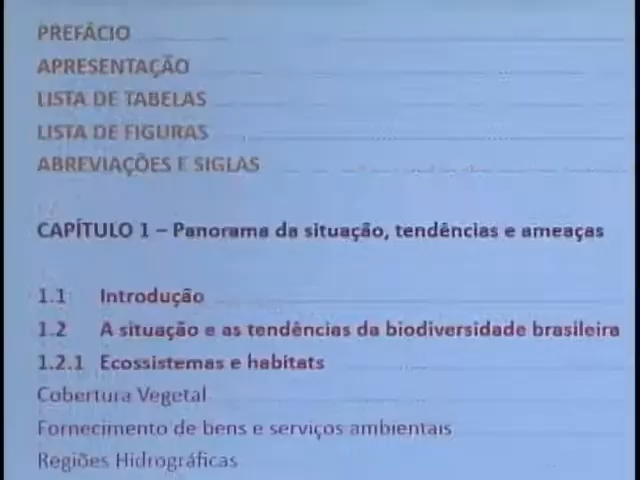 PREFÁCIO
APRESENTAÇÃO
LISTA DE TABELAS
LISTA DE FIGURAS
ABREVIAÇÕES E SIGLAS
CAPÍTULO 1 – Panorama da situação, tendências e ameaças
1.1 Introdução
1.2 A situação e as tendências da biodiversidade brasileira
1.2.1 Ecossistemas e habitats
Cobertura Vegetal
Fornecimento de bens e serviços ambientais
Regiões Hidrográficas